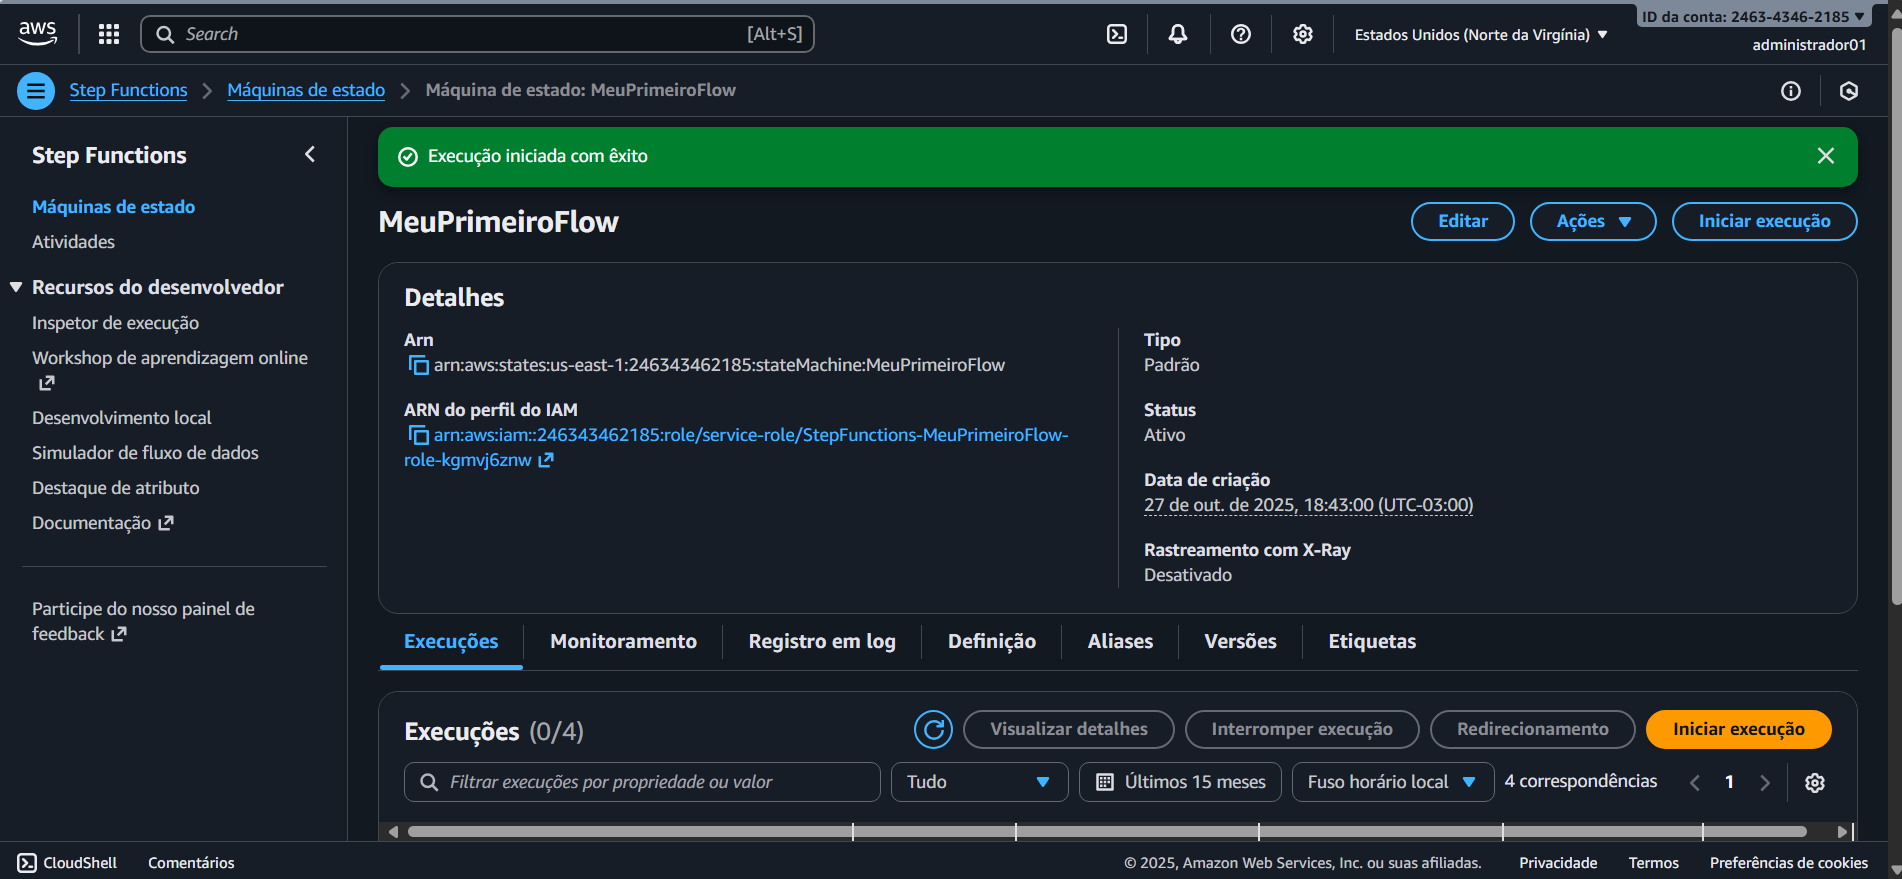 aws
Search
[Alt+S]
Estados Unidos (Norte da Virgínia)
ID da conta: 2463-4346-2185
administrador01
Step Functions
Máquinas de estado
Máquina de estado: MeuPrimeiroFlow
Step Functions
Máquinas de estado
Atividades
Recursos do desenvolvedor
Inspetor de execução
Workshop de aprendizagem online
Desenvolvimento local
Simulador de fluxo de dados
Destaque de atributo
Documentação
Participe do nosso painel de
feedback
Execução iniciada com êxito
MeuPrimeiroFlow
Editar
Ações
Iniciar execução
Detalhes
Arn
arn:aws:states:us-east-1:246343462185:stateMachine:MeuPrimeiroFlow
ARN do perfil do IAM
arn:aws:iam::246343462185:role/service-role/StepFunctions-MeuPrimeiroFlow-
role-kgmvj6znw
Tipo
Padrão
Status
Ativo
Data de criação
27 de out. de 2025, 18:43:00 (UTC-03:00)
Rastreamento com X-Ray
Desativado
Execuções
Monitoramento
Registro em log
Definição
Aliases
Versões
Etiquetas
Execuções (0/4)
Visualizar detalhes
Interromper execução
Redirecionamento
Iniciar execução
Filtrar execuções por propriedade ou valor
Tudo
Últimos 15 meses
Fuso horário local
4 correspondências
1
CloudShell
Comentários
© 2025, Amazon Web Services, Inc. ou suas afiliadas.
Privacidade
Termos
Preferências de cookies